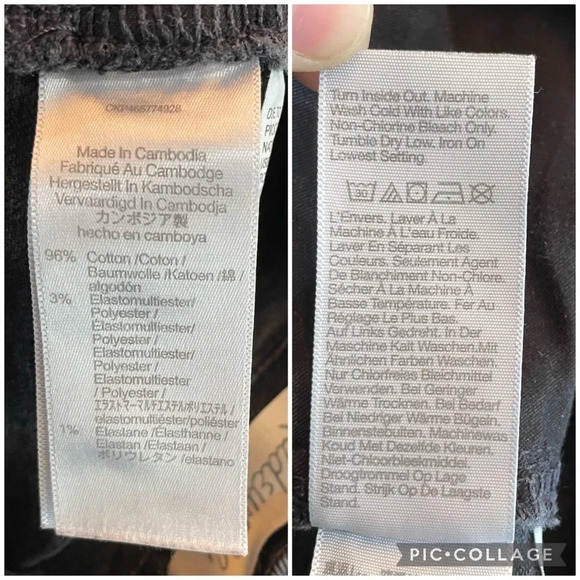 CKP465774928
Made In Cambodia
Fabriqué Au Cambodge
Hergestellt In Kambodscha
Vervaardigd In Cambodja
カンボジア製
hecho en camboya
96% Cotton /Coton /
Baumwolle /Katoen /綿 /
algodón
3% Elastomultiester/
Polyester /
Élastomultiester/
Polyester /
Elastomultiester/
Polyester /
Elastomultiester
/ Polyester /
エラストマーマルチエステル/ポリエステル /
elastomultiéster/poliéster
1% Elastane /Elasthanne /
Elastan /Elastaan /
ポリウレタン /elastano
Turn Inside Out. Machine
Wash Cold With Like Colors.
Non-Chlorine Bleach Only.
Tumble Dry Low. Iron On
Lowest Setting.
30
L'Envers. Laver À La
Machine À L'eau Froide.
Laver En Séparant Les
Couleurs. Seulement Agent
De Blanchiment Non-Chlore.
Sécher À La Machine À
Basse Température. Fer Au
Réglage Le Plus Bas.
Auf Links Gedreht. In Der
Maschine Kalt Waschen. Mit
Ähnlichen Farben Waschen.
Nur Chlorfreies Bleichmittel
Verwenden. Bei Geringer
Wärme Trocknen. Bei Bedarf
Bei Niedriger Wärme Bügeln.
Binnenstebuiten. Machinewas
Koud Met Dezelfde Kleuren.
Niet-Chloorbleekmiddel.
Droogtrommel Op Lage
Stand. Strijk Op De Laagste
Stand.
PIC•COLLAGE